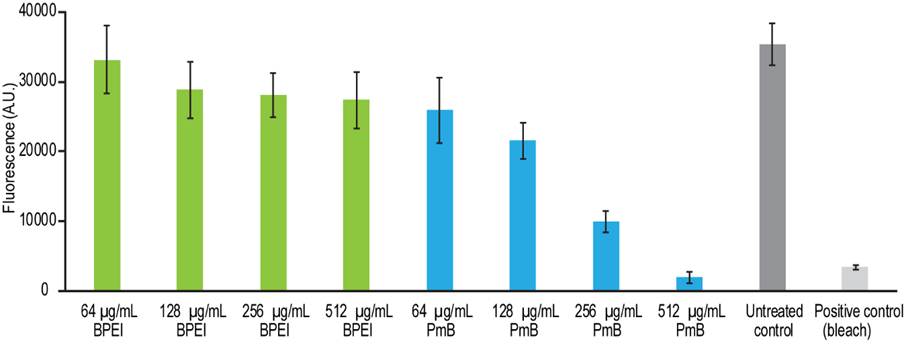 Fluorescence (A.U.)
40000
30000
20000
10000
0
64 µg/mL
BPEI
128 µg/mL
BPEI
256 µg/mL
BPEI
512 µg/mL
BPEI
64 µg/mL
PmB
128 µg/mL
PmB
256 µg/mL
PmB
512 µg/mL
PmB
Untreated
control
Positive control
(bleach)